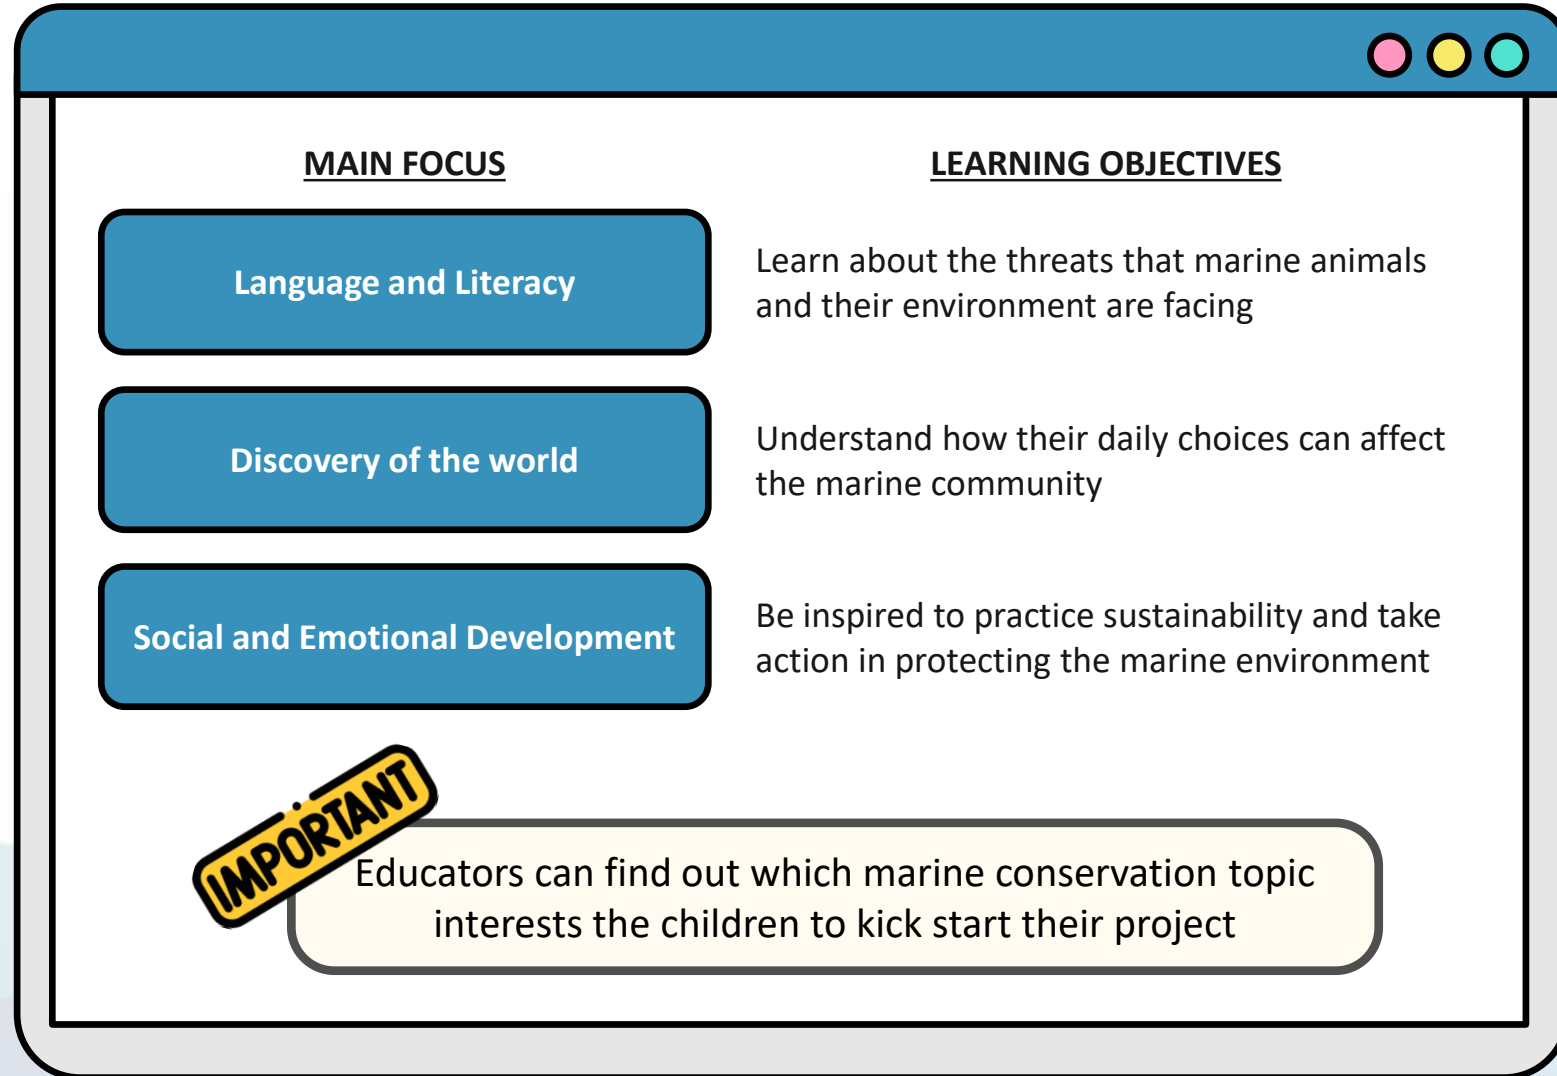 MAIN FOCUS
LEARNING OBJECTIVES
Language and Literacy
Learn about the threats that marine animals
and their environment are facing
Discovery of the world
Understand how their daily choices can affect
the marine community
Social and Emotional Development
Be inspired to practice sustainability and take
action in protecting the marine environment
IMPORTANT
Educators can find out which marine conservation topic
interests the children to kick start their project